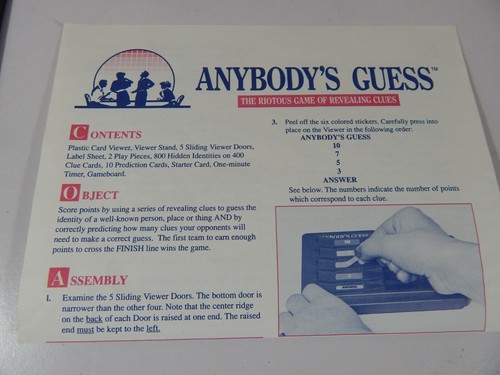 ANYBODY'S GUESS™
THE RIOTOUS GAME OF REVEALING CLUES
CONTENTS
Plastic Card Viewer, Viewer Stand, 5 Sliding Viewer Doors,
Label Sheet, 2 Play Pieces, 800 Hidden Identities on 400
Clue Cards, 10 Prediction Cards, Starter Card, One-minute
Timer, Gameboard.
OBJECT
Score points by using a series of revealing clues to guess
the identity of a well-known person, place or thing AND by
correctly predicting how many clues your opponents will
need to make a correct guess. The first team to earn enough
points to cross the FINISH line wins the game.
ASSEMBLY
1. Examine the 5 Sliding Viewer Doors. The bottom door is
narrower than the other four. Note that the center ridge
on the back of each Door is raised at one end. The raised
end must be kept to the left.
3. Peel off the six colored stickers. Carefully press into
place on the Viewer in the following order:
ANYBODY'S GUESS
10
7
5
3
ANSWER
See below. The numbers indicate the number of points
which correspond to each clue.